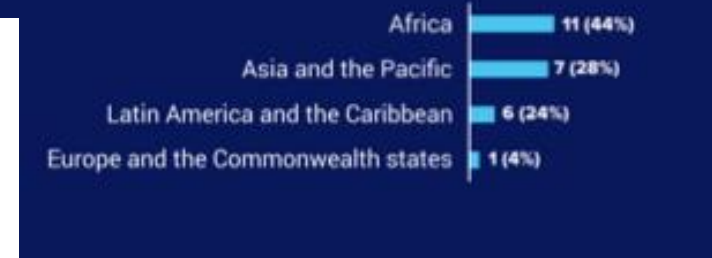 Africa 11 (44%)
Asia and the Pacific 7 (28%)
Latin America and the Caribbean 6 (24%)
Europe and the Commonwealth states 1 (4%)